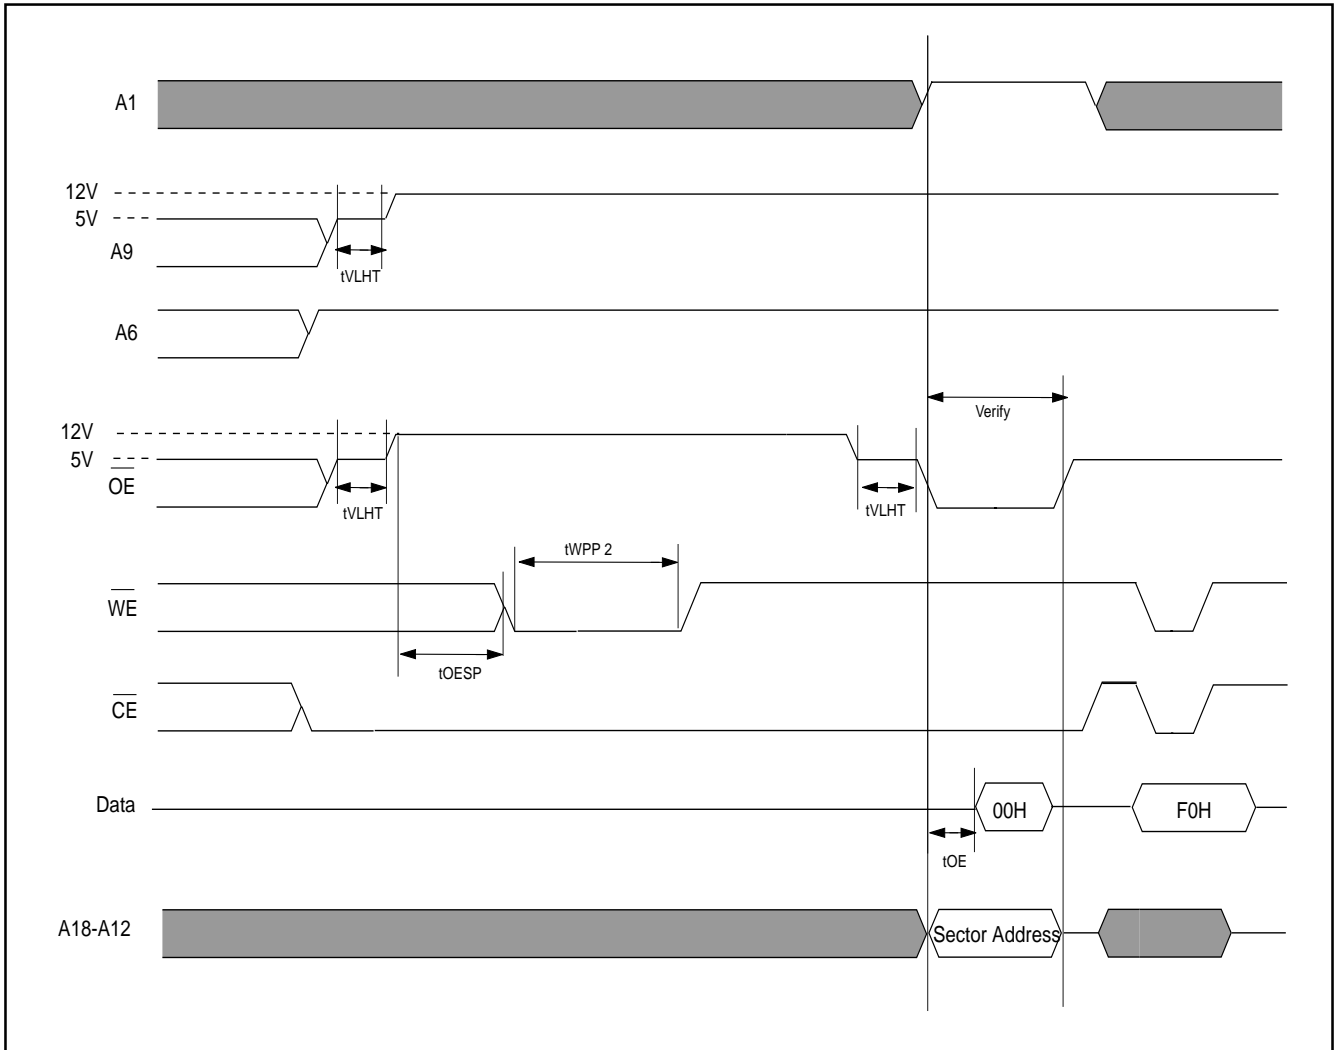 A1
12V
5V
A9
tVLHT
A6
Verify
12V
5V
OE
tVLHT
tVLHT
tWPP 2
WE
tOESP
CE
Data
00H
F0H
tOE
A18-A12
Sector Address